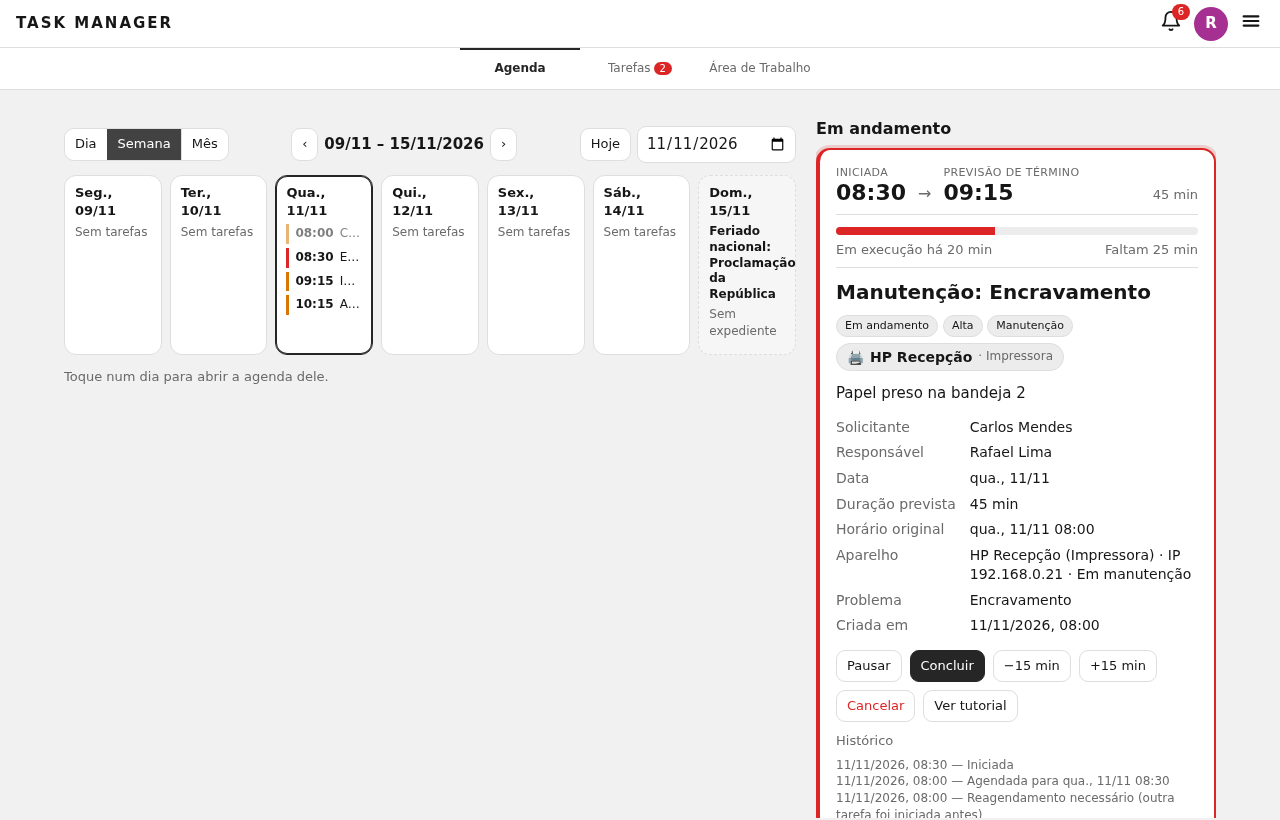 TASK MANAGER
6
R
Agenda
Tarefas 2
Área de Trabalho
Dia
Semana
Mês
‹
09/11 – 15/11/2026
›
Hoje
11/11/2026
Seg.,
09/11
Sem tarefas
Ter.,
10/11
Sem tarefas
Qua.,
11/11
08:00 C...
08:30 E...
09:15 I...
10:15 A...
Qui.,
12/11
Sem tarefas
Sex.,
13/11
Sem tarefas
Sáb.,
14/11
Sem tarefas
Dom.,
15/11
Feriado
nacional:
Proclamação
da
República
Sem
expediente
Toque num dia para abrir a agenda dele.
Em andamento
INICIADA
08:30
→
PREVISÃO DE TÉRMINO
09:15
45 min
Em execução há 20 min
Faltam 25 min
Manutenção: Encravamento
Em andamento
Alta
Manutenção
HP Recepção · Impressora
Papel preso na bandeja 2
Solicitante Carlos Mendes
Responsável Rafael Lima
Data qua., 11/11
Duração prevista 45 min
Horário original qua., 11/11 08:00
Aparelho HP Recepção (Impressora) · IP
192.168.0.21 · Em manutenção
Problema Encravamento
Criada em 11/11/2026, 08:00
Pausar
Concluir
−15 min
+15 min
Cancelar
Ver tutorial
Histórico
11/11/2026, 08:30 — Iniciada
11/11/2026, 08:00 — Agendada para qua., 11/11 08:30
11/11/2026, 08:00 — Reagendamento necessário (outra
tarefa foi iniciada antes)